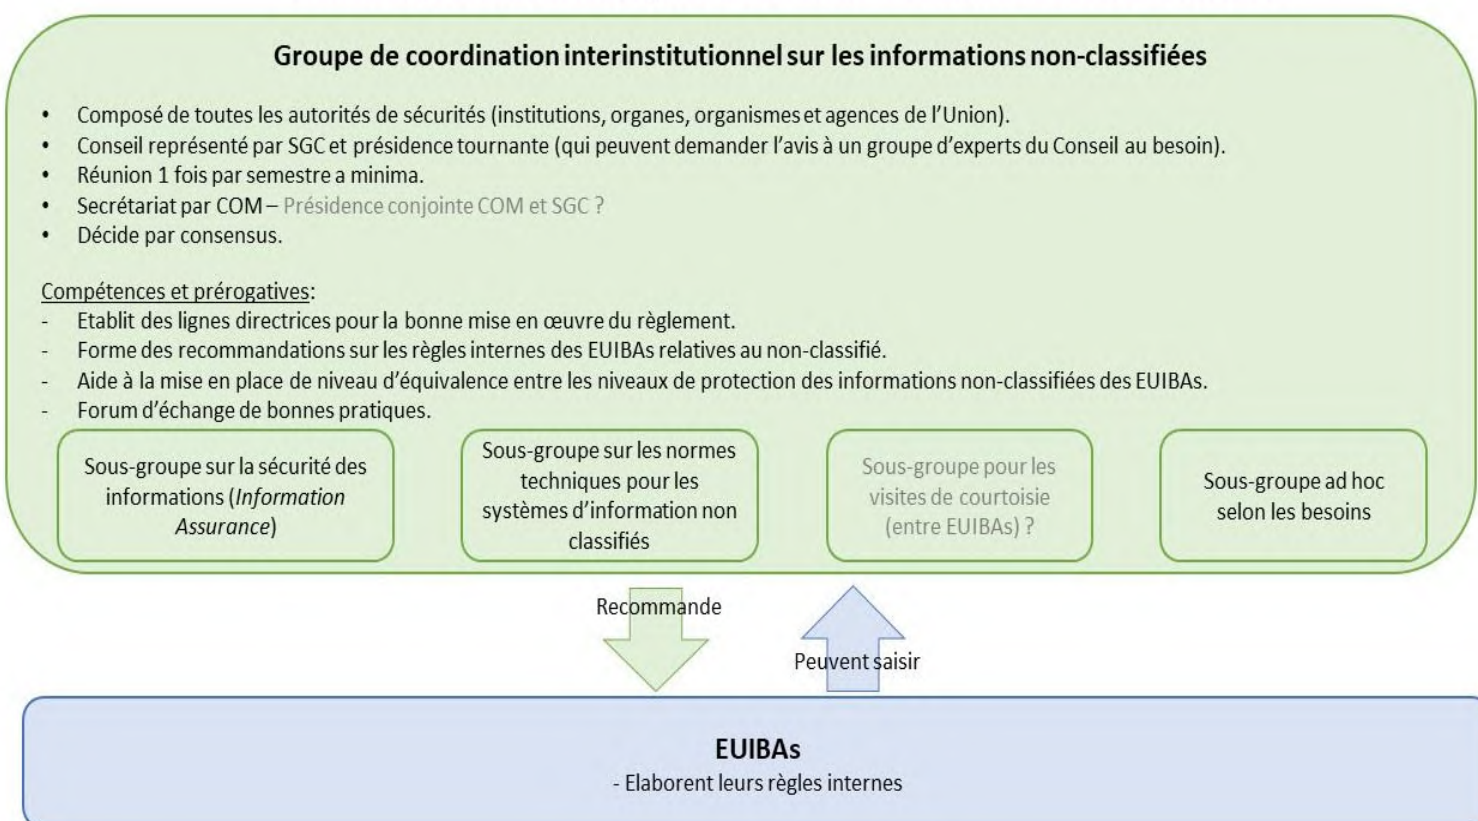 Groupe de coordination interinstitutionnel sur les informations non-classifiées
• Composé de toutes les autorités de sécurités (institutions, organes, organismes et agences de l'Union).
• Conseil représenté par SGC et présidence tournante (qui peuvent demander l'avis à un groupe d'experts du Conseil au besoin).
• Réunion 1 fois par semestre a minima.
• Secrétariat par COM – Présidence conjointe COM et SGC ?
• Décide par consensus.
Compétences et prérogatives:
- Etablit des lignes directrices pour la bonne mise en œuvre du règlement.
- Forme des recommandations sur les règles internes des EUIBAs relatives au non-classifié.
- Aide à la mise en place de niveau d'équivalence entre les niveaux de protection des informations non-classifiées des EUIBAs.
- Forum d'échange de bonnes pratiques.
Sous-groupe sur la sécurité des
informations (Information
Assurance)
Sous-groupe sur les normes
techniques pour les
systèmes d'information non
classifiés
Sous-groupe pour les
visites de courtoisie
(entre EUIBAs) ?
Sous-groupe ad hoc
selon les besoins
Recommande
Peuvent saisir
EUIBAs
- Elaborent leurs règles internes